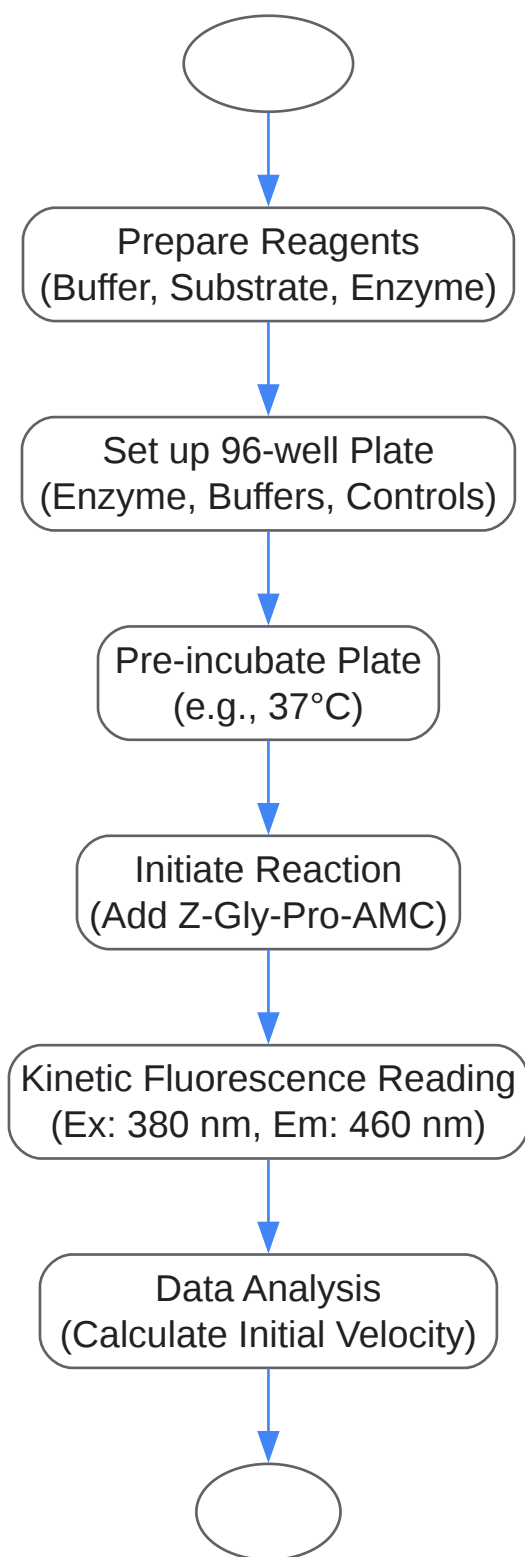 Prepare Reagents
(Buffer, Substrate, Enzyme)
Set up 96-well Plate
(Enzyme, Buffers, Controls)
Pre-incubate Plate
(e.g., 37°C)
Initiate Reaction
(Add Z-Gly-Pro-AMC)
Kinetic Fluorescence Reading
(Ex: 380 nm, Em: 460 nm)
Data Analysis
(Calculate Initial Velocity)